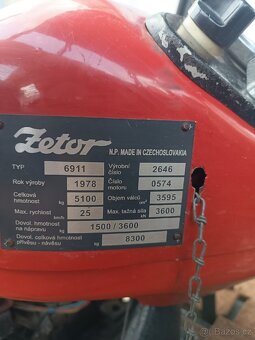 Zetor
N.P. MADE IN CZECHOSLOVAKIA
TYP 6911 Výrobní číslo 2646
Rok výroby 1978 Číslo motoru 0574
Celková hmotnost kg 5100 Objem válců cm³ 3595
Max. rychlost km/h 25 Max. tažná síla kN 3600
Dovol. hmotnost na nápravu kg 1500 / 3600
Dovol. celková hmotnost přívěsu - návěsu kg 8300
© Bazos.cz